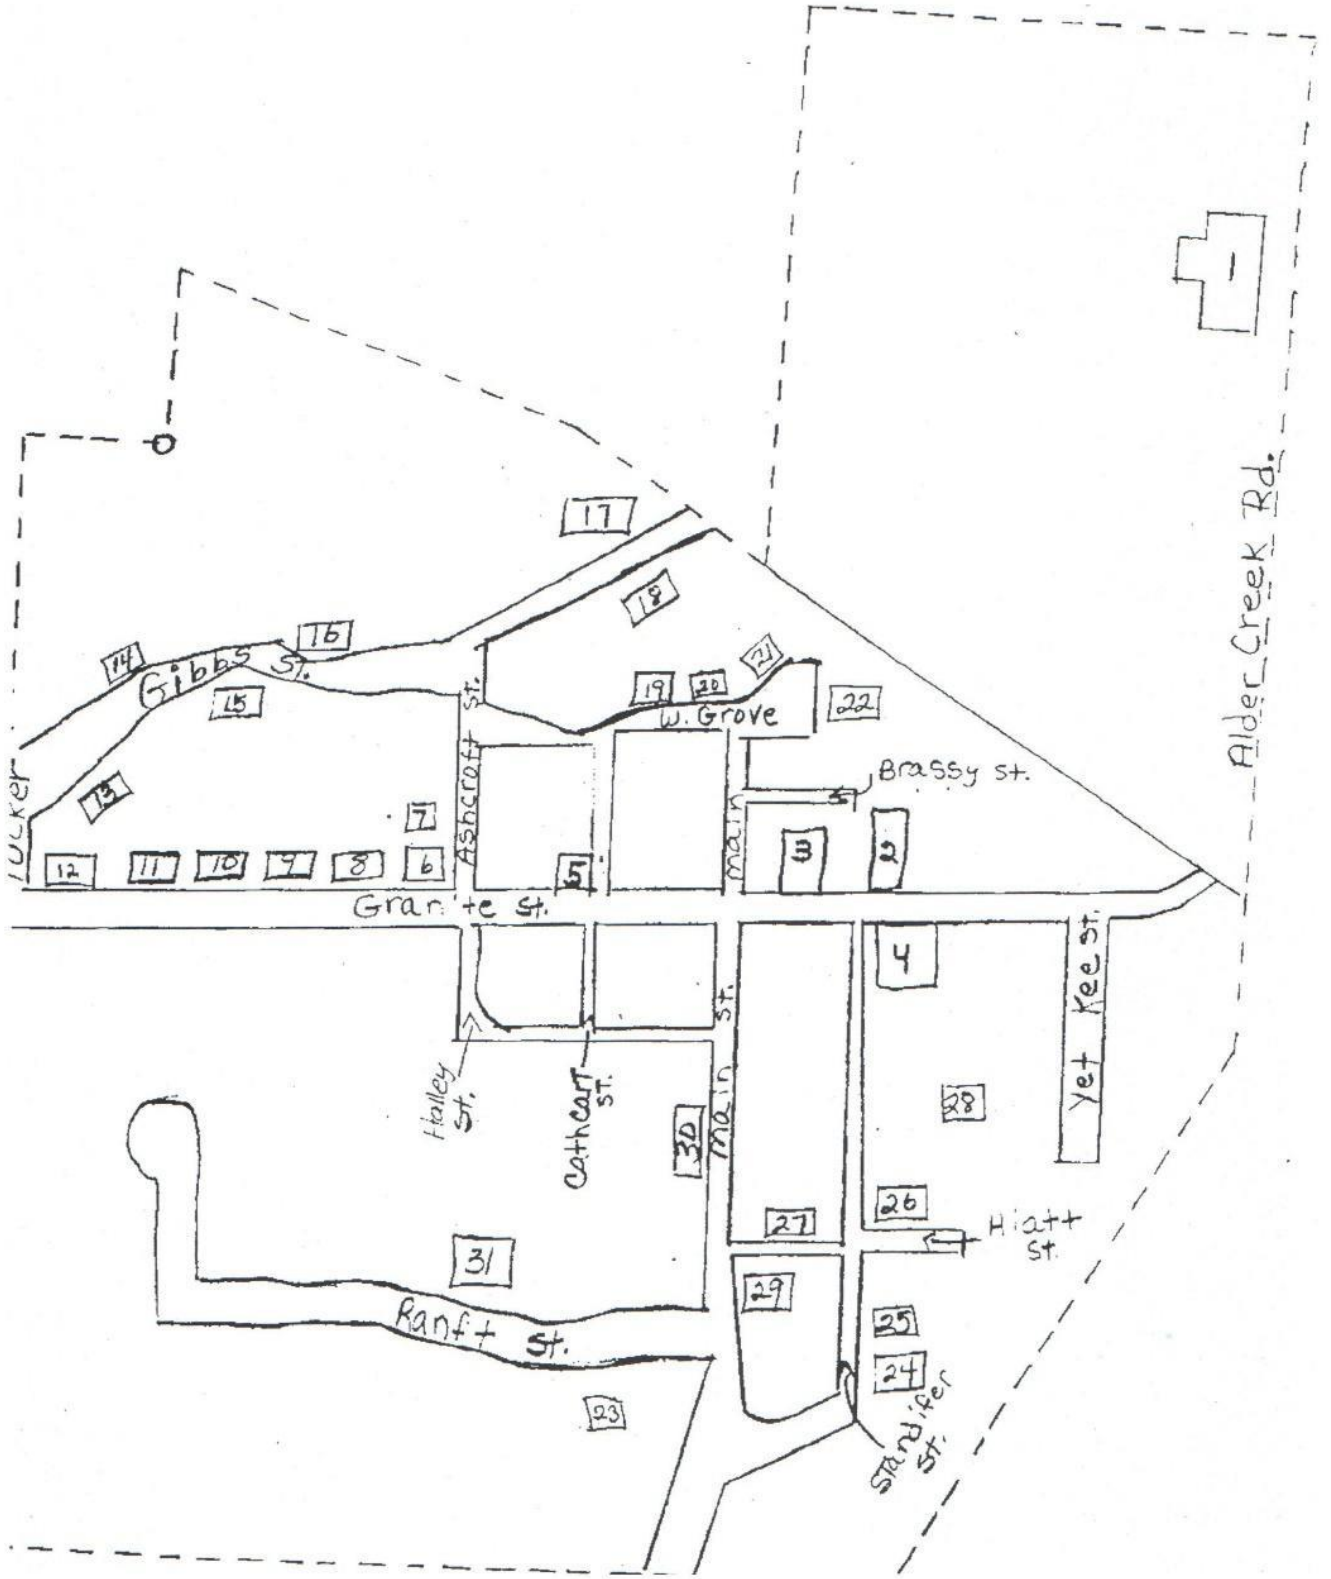 1
Alder Creek Rd.
17
18
16
14
Gibbs St.
15
13
Tucker
19
20
21
W. Grove
22
Ashcroft St.
Main
Brassy St.
7
12
11
10
9
8
6
5
3
2
Granite St.
4
Yet Kee St.
Main St.
Halley
St.
Cathcart
St.
28
30
26
27
Hiatt
St.
31
29
Ranft St.
25
24
Standifer
St.
23